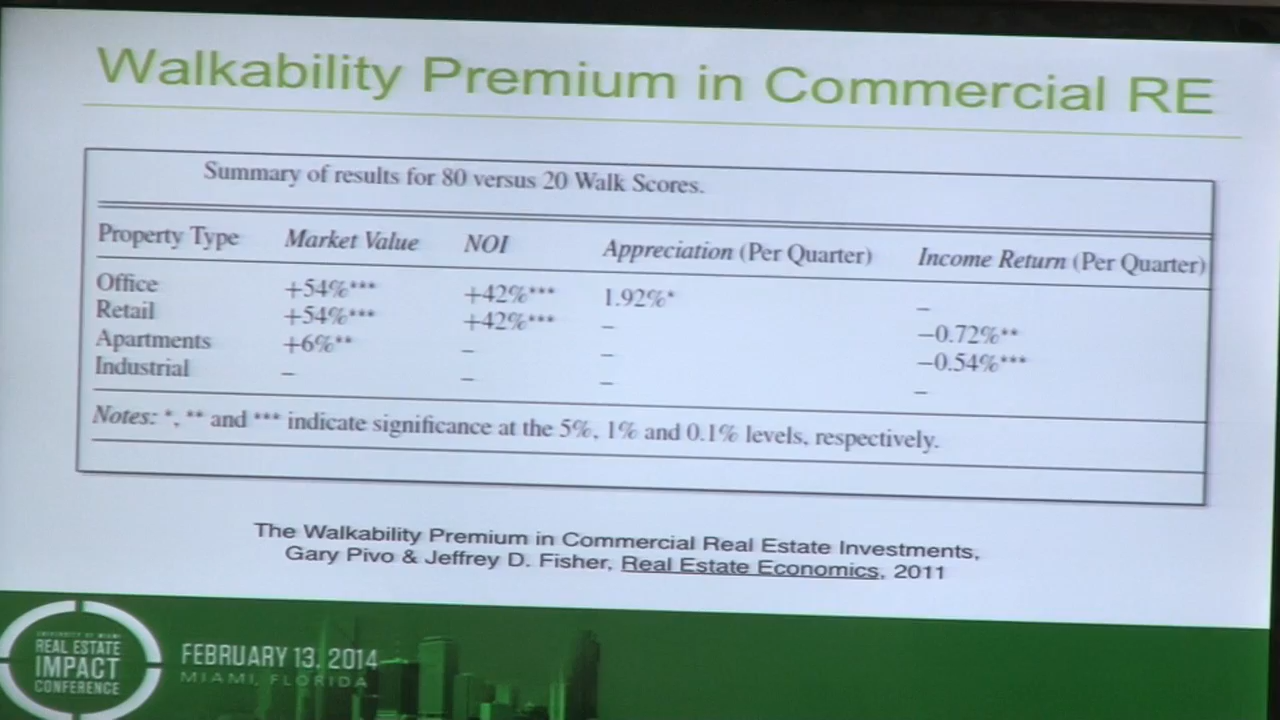 Walkability Premium in Commercial RE
Summary of results for 80 versus 20 Walk Scores.
Property Type Market Value NOI Appreciation (Per Quarter) Income Return (Per Quarter)
Office +54%*** +42%*** 1.92%* –
Retail +54%*** +42%*** – –0.72%**
Apartments +6%** – – –0.54%***
Industrial – – – –
Notes: *, ** and *** indicate significance at the 5%, 1% and 0.1% levels, respectively.
The Walkability Premium in Commercial Real Estate Investments,
Gary Pivo & Jeffrey D. Fisher, Real Estate Economics, 2011
UNIVERSITY OF MIAMI
REAL ESTATE
IMPACT
CONFERENCE
FEBRUARY 13, 2014
MIAMI, FLORIDA